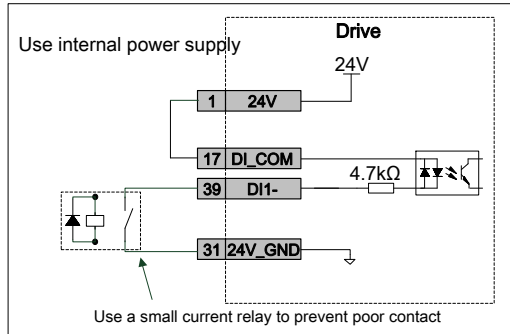 Drive
Use internal power supply
24V
1 24V
17 DI_COM
4.7kΩ
39 DI1-
31 24V_GND
Use a small current relay to prevent poor contact